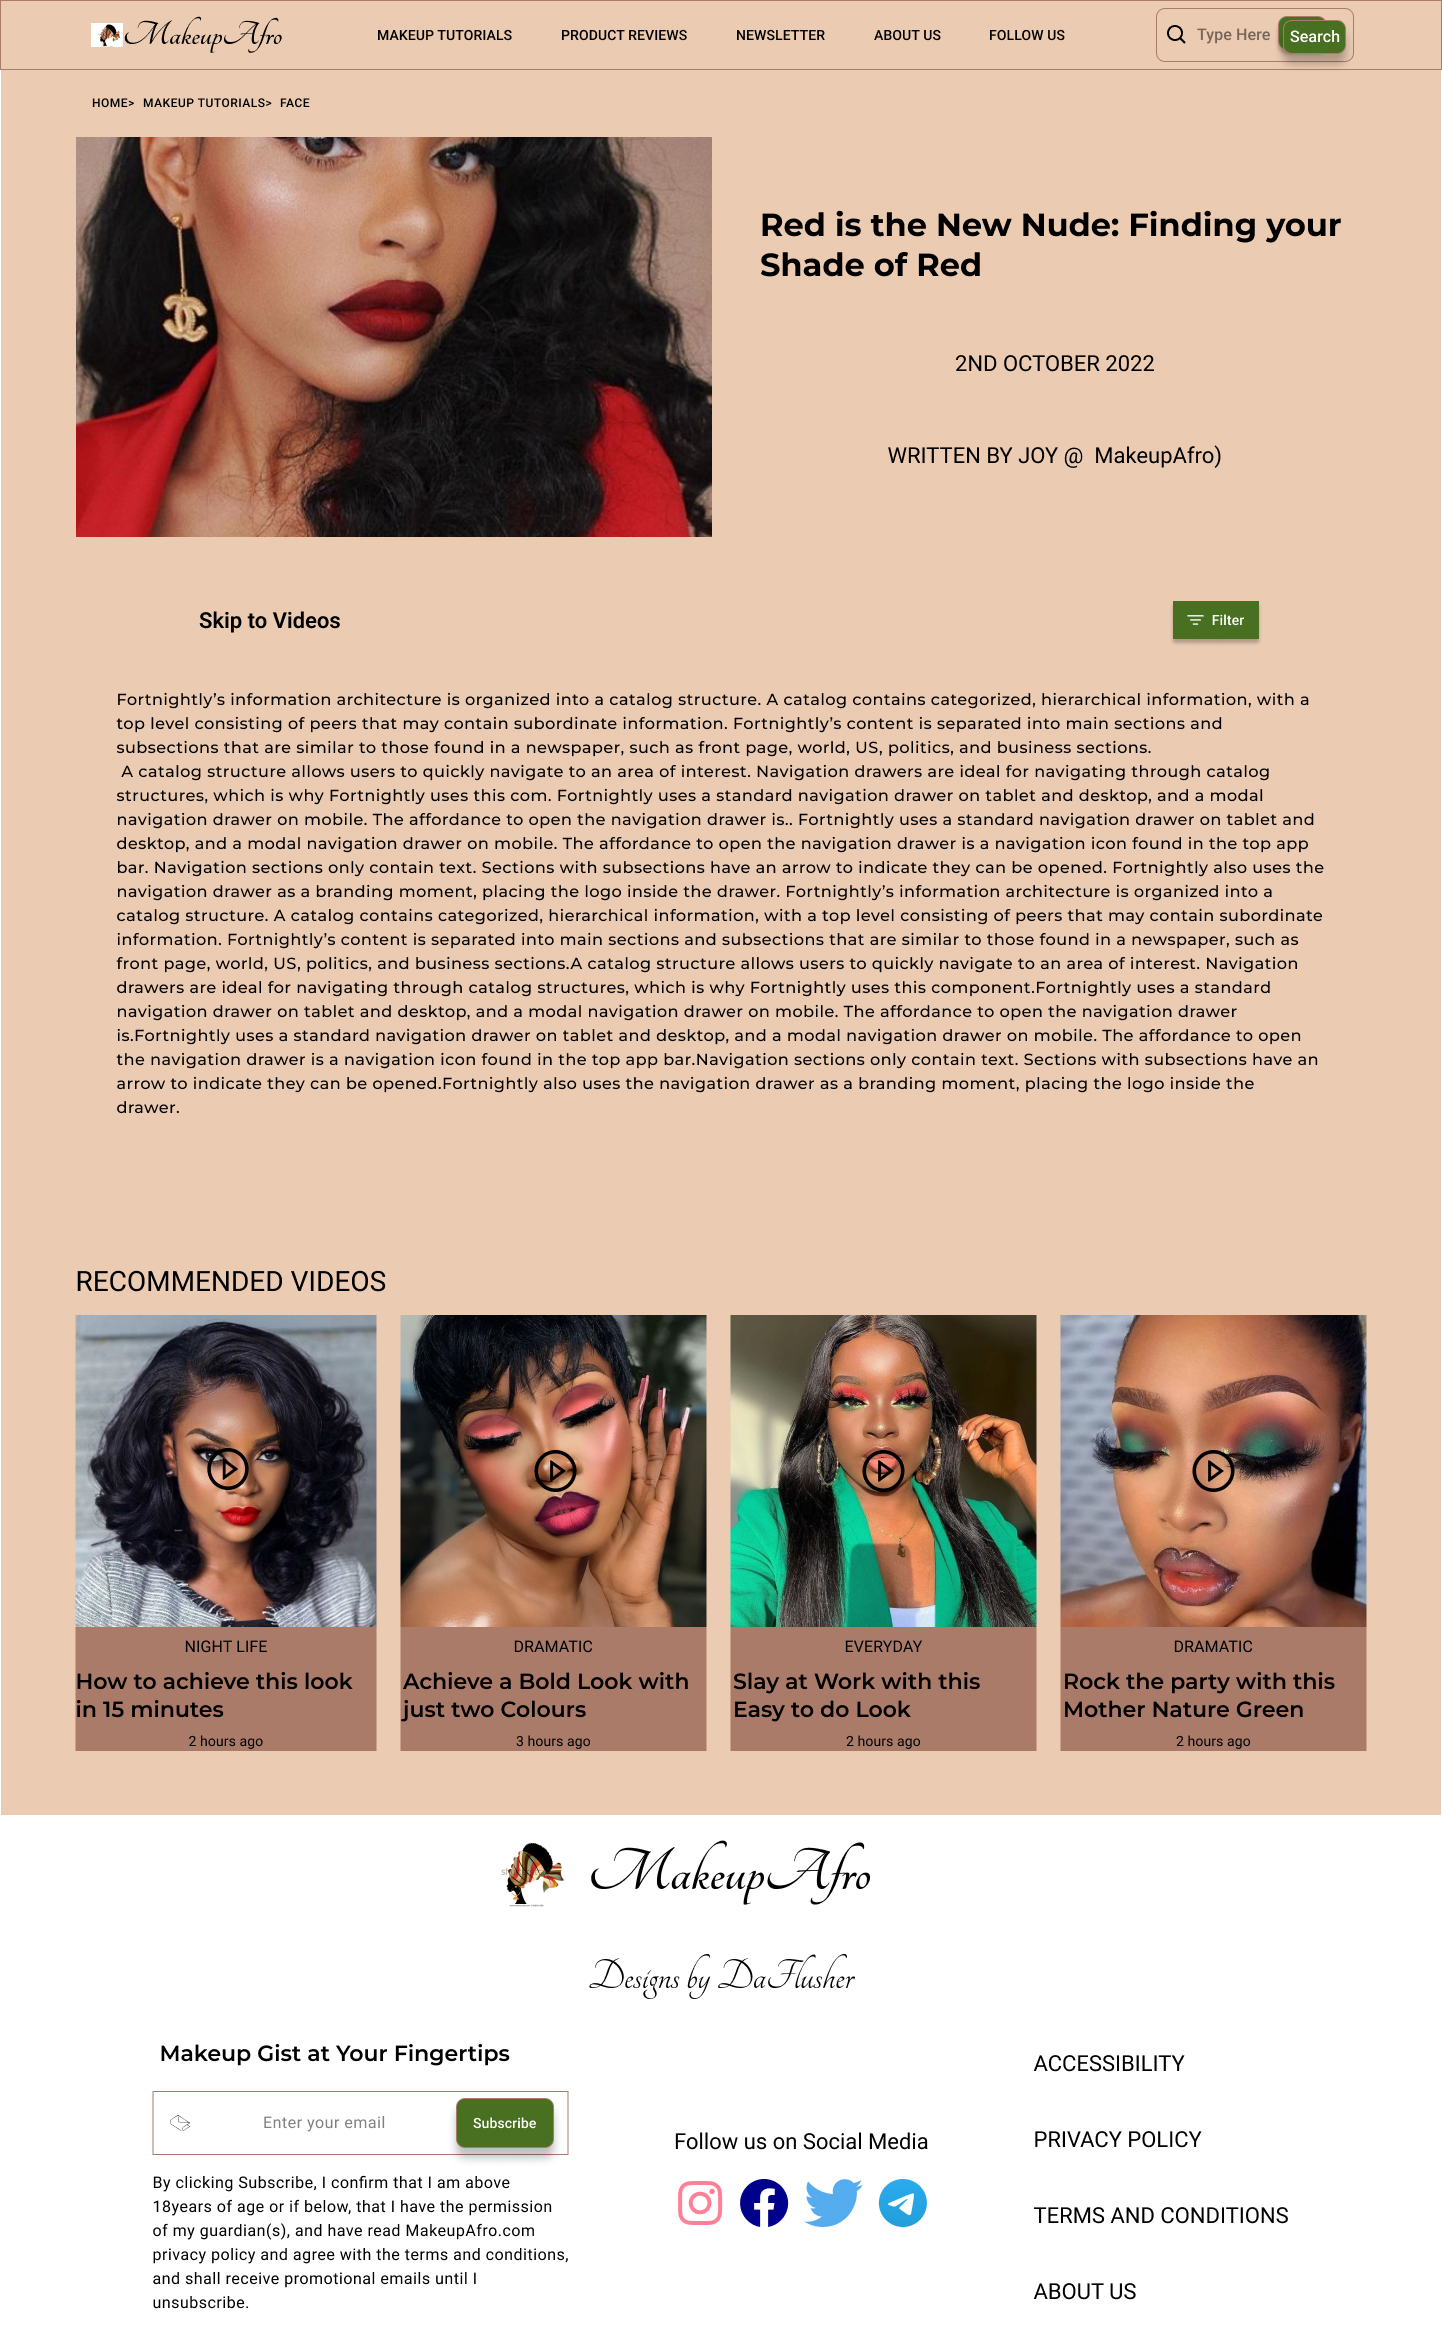 MakeupAfro
MAKEUP TUTORIALS
PRODUCT REVIEWS
NEWSLETTER
ABOUT US
FOLLOW US
Type Here
Search
HOME> MAKEUP TUTORIALS> FACE
Red is the New Nude: Finding your
Shade of Red
2ND OCTOBER 2022
WRITTEN BY JOY @ MakeupAfro)
Skip to Videos
Filter
Fortnightly’s information architecture is organized into a catalog structure. A catalog contains categorized, hierarchical information, with a
top level consisting of peers that may contain subordinate information. Fortnightly’s content is separated into main sections and
subsections that are similar to those found in a newspaper, such as front page, world, US, politics, and business sections.
A catalog structure allows users to quickly navigate to an area of interest. Navigation drawers are ideal for navigating through catalog
structures, which is why Fortnightly uses this com. Fortnightly uses a standard navigation drawer on tablet and desktop, and a modal
navigation drawer on mobile. The affordance to open the navigation drawer is.. Fortnightly uses a standard navigation drawer on tablet and
desktop, and a modal navigation drawer on mobile. The affordance to open the navigation drawer is a navigation icon found in the top app
bar. Navigation sections only contain text. Sections with subsections have an arrow to indicate they can be opened. Fortnightly also uses the
navigation drawer as a branding moment, placing the logo inside the drawer. Fortnightly’s information architecture is organized into a
catalog structure. A catalog contains categorized, hierarchical information, with a top level consisting of peers that may contain subordinate
information. Fortnightly’s content is separated into main sections and subsections that are similar to those found in a newspaper, such as
front page, world, US, politics, and business sections.A catalog structure allows users to quickly navigate to an area of interest. Navigation
drawers are ideal for navigating through catalog structures, which is why Fortnightly uses this component.Fortnightly uses a standard
navigation drawer on tablet and desktop, and a modal navigation drawer on mobile. The affordance to open the navigation drawer
is.Fortnightly uses a standard navigation drawer on tablet and desktop, and a modal navigation drawer on mobile. The affordance to open
the navigation drawer is a navigation icon found in the top app bar.Navigation sections only contain text. Sections with subsections have an
arrow to indicate they can be opened.Fortnightly also uses the navigation drawer as a branding moment, placing the logo inside the
drawer.
RECOMMENDED VIDEOS
NIGHT LIFE
How to achieve this look
in 15 minutes
2 hours ago
DRAMATIC
Achieve a Bold Look with
just two Colours
3 hours ago
EVERYDAY
Slay at Work with this
Easy to do Look
2 hours ago
DRAMATIC
Rock the party with this
Mother Nature Green
2 hours ago
MakeupAfro
Designs by DaFlusher
Makeup Gist at Your Fingertips
Enter your email
Subscribe
By clicking Subscribe, I confirm that I am above
18years of age or if below, that I have the permission
of my guardian(s), and have read MakeupAfro.com
privacy policy and agree with the terms and conditions,
and shall receive promotional emails until I
unsubscribe.
Follow us on Social Media
ACCESSIBILITY
PRIVACY POLICY
TERMS AND CONDITIONS
ABOUT US